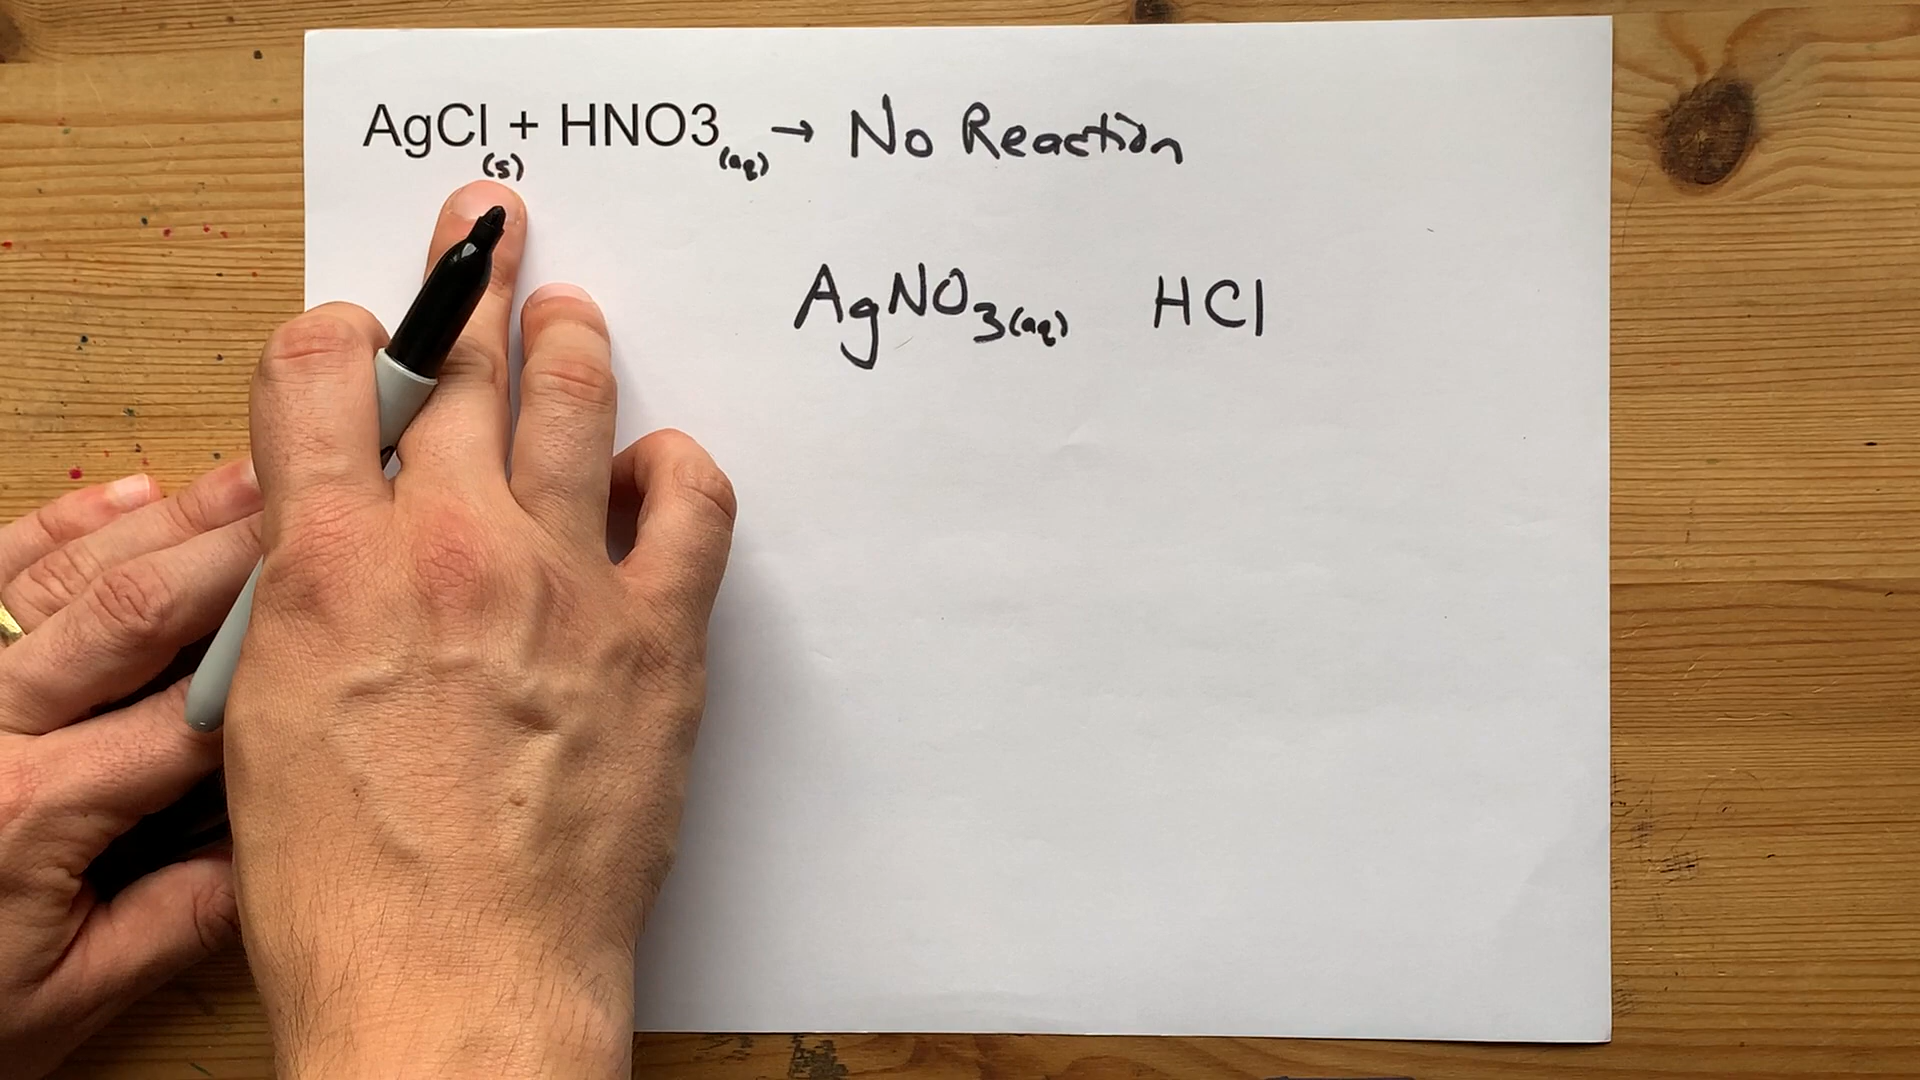 AgCl(s) + HNO3(aq) → No Reaction
AgNO3(aq) HCl